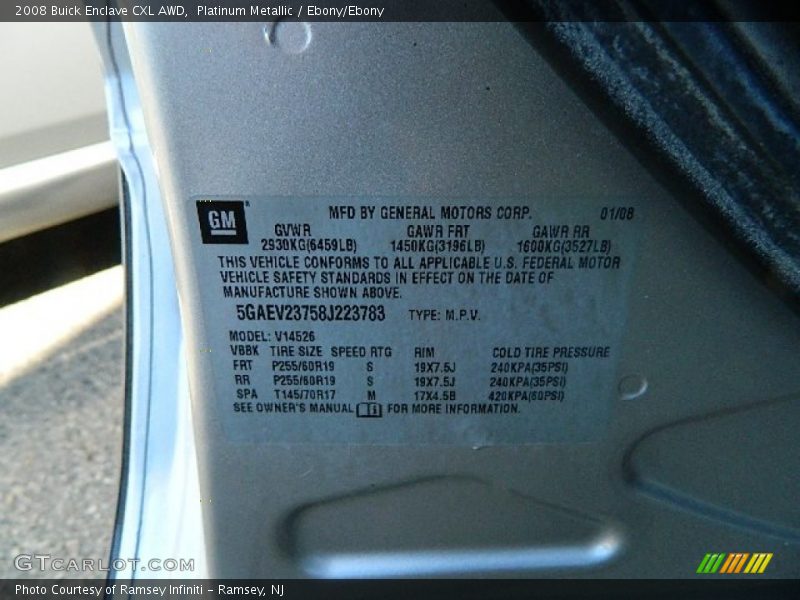 2008 Buick Enclave CXL AWD,  Platinum Metallic / Ebony/Ebony
GM
MFD BY GENERAL MOTORS CORP. 01/08
GVWR GAWR FRT GAWR RR
2930KG(6459LB) 1450KG(3196LB) 1600KG(3527LB)
THIS VEHICLE CONFORMS TO ALL APPLICABLE U.S. FEDERAL MOTOR
VEHICLE SAFETY STANDARDS IN EFFECT ON THE DATE OF
MANUFACTURE SHOWN ABOVE.
5GAEV23758J223783 TYPE: M.P.V.
MODEL: V14526
VBBK TIRE SIZE SPEED RTG RIM COLD TIRE PRESSURE
FRT P255/60R19 S 19X7.5J 240KPA(35PSI)
RR P255/60R19 S 19X7.5J 240KPA(35PSI)
SPA T145/70R17 M 17X4.5B 420KPA(60PSI)
SEE OWNER'S MANUAL FOR MORE INFORMATION.
GTCarLot.com
Photo Courtesy of Ramsey Infiniti - Ramsey, NJ